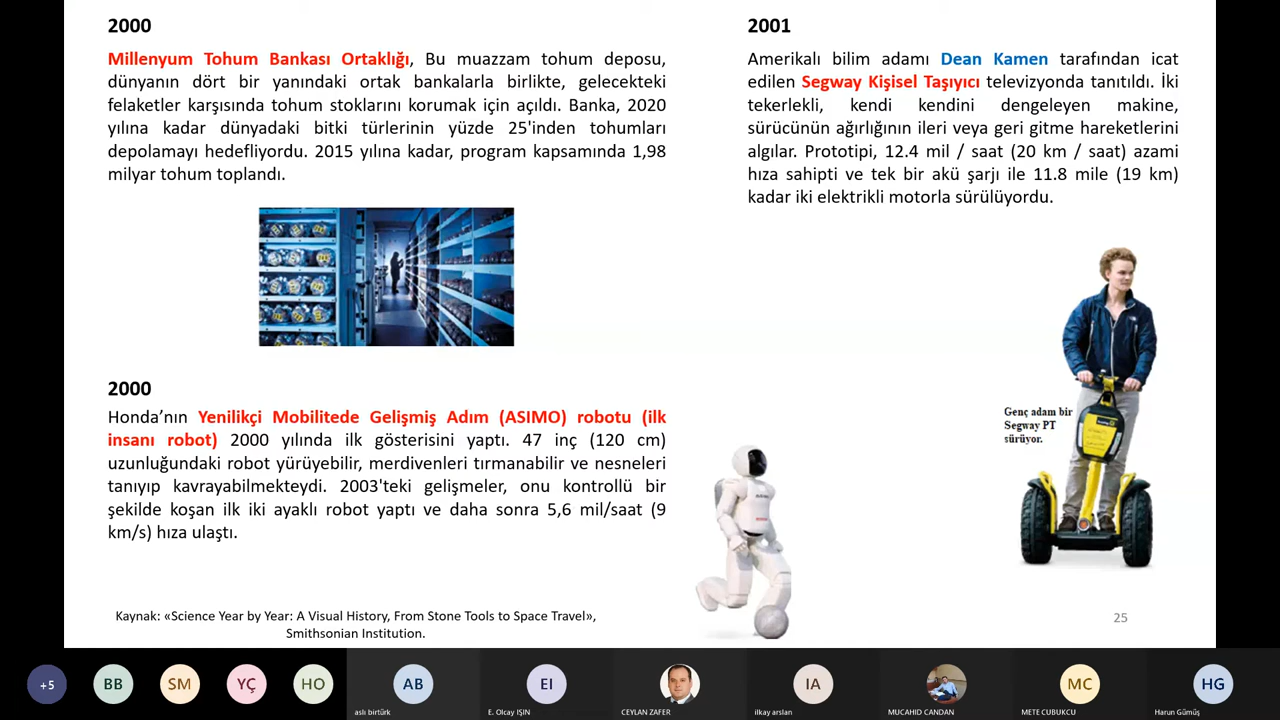 2000
Millenyum Tohum Bankası Ortaklığı, Bu muazzam tohum deposu,
dünyanın dört bir yanındaki ortak bankalarla birlikte, gelecekteki
felaketler karşısında tohum stoklarını korumak için açıldı. Banka, 2020
yılına kadar dünyadaki bitki türlerinin yüzde 25'inden tohumları
depolamayı hedefliyordu. 2015 yılına kadar, program kapsamında 1,98
milyar tohum toplandı.
2000
Honda’nın Yenilikçi Mobilitede Gelişmiş Adım (ASIMO) robotu (ilk
insanı robot) 2000 yılında ilk gösterisini yaptı. 47 inç (120 cm)
uzunluğundaki robot yürüyebilir, merdivenleri tırmanabilir ve nesneleri
tanıyıp kavrayabilmekteydi. 2003'teki gelişmeler, onu kontrollü bir
şekilde koşan ilk iki ayaklı robot yaptı ve daha sonra 5,6 mil/saat (9
km/s) hıza ulaştı.
2001
Amerikalı bilim adamı Dean Kamen tarafından icat
edilen Segway Kişisel Taşıyıcı televizyonda tanıtıldı. İki
tekerlekli, kendi kendini dengeleyen makine,
sürücünün ağırlığının ileri veya geri gitme hareketlerini
algılar. Prototipi, 12.4 mil / saat (20 km / saat) azami
hıza sahipti ve tek bir akü şarjı ile 11.8 mile (19 km)
kadar iki elektrikli motorla sürülüyordu.
Genç adam bir
Segway PT
sürüyor.
Kaynak: «Science Year by Year: A Visual History, From Stone Tools to Space Travel»,
Smithsonian Institution.
25
+5
BB
SM
YÇ
HO
AB
aslı birtürk
EI
E. Olcay IŞIN
CEYLAN ZAFER
IA
ilkay arslan
MUCAHID CANDAN
MC
METE CUBUKCU
HG
Harun Gümüş